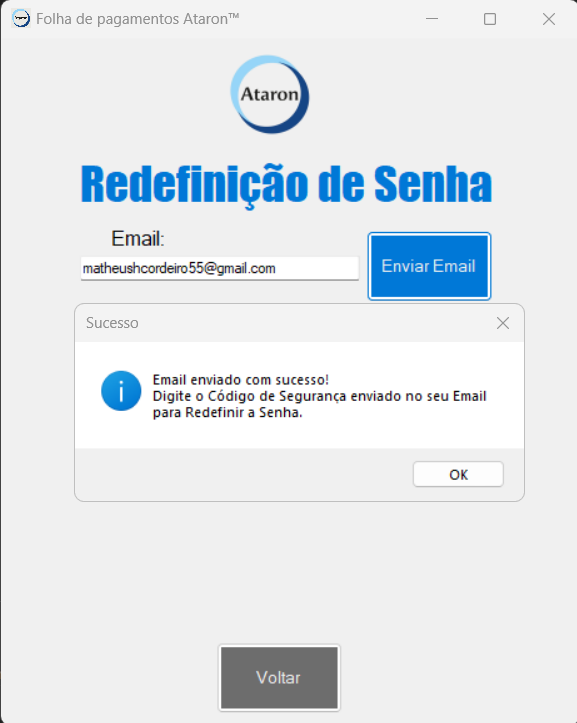 Folha de pagamentos Ataron™
Ataron
Redefinição de Senha
Email:
matheushcordeiro55@gmail.com
Enviar Email
Sucesso
Email enviado com sucesso!
Digite o Código de Segurança enviado no seu Email
para Redefinir a Senha.
OK
Voltar